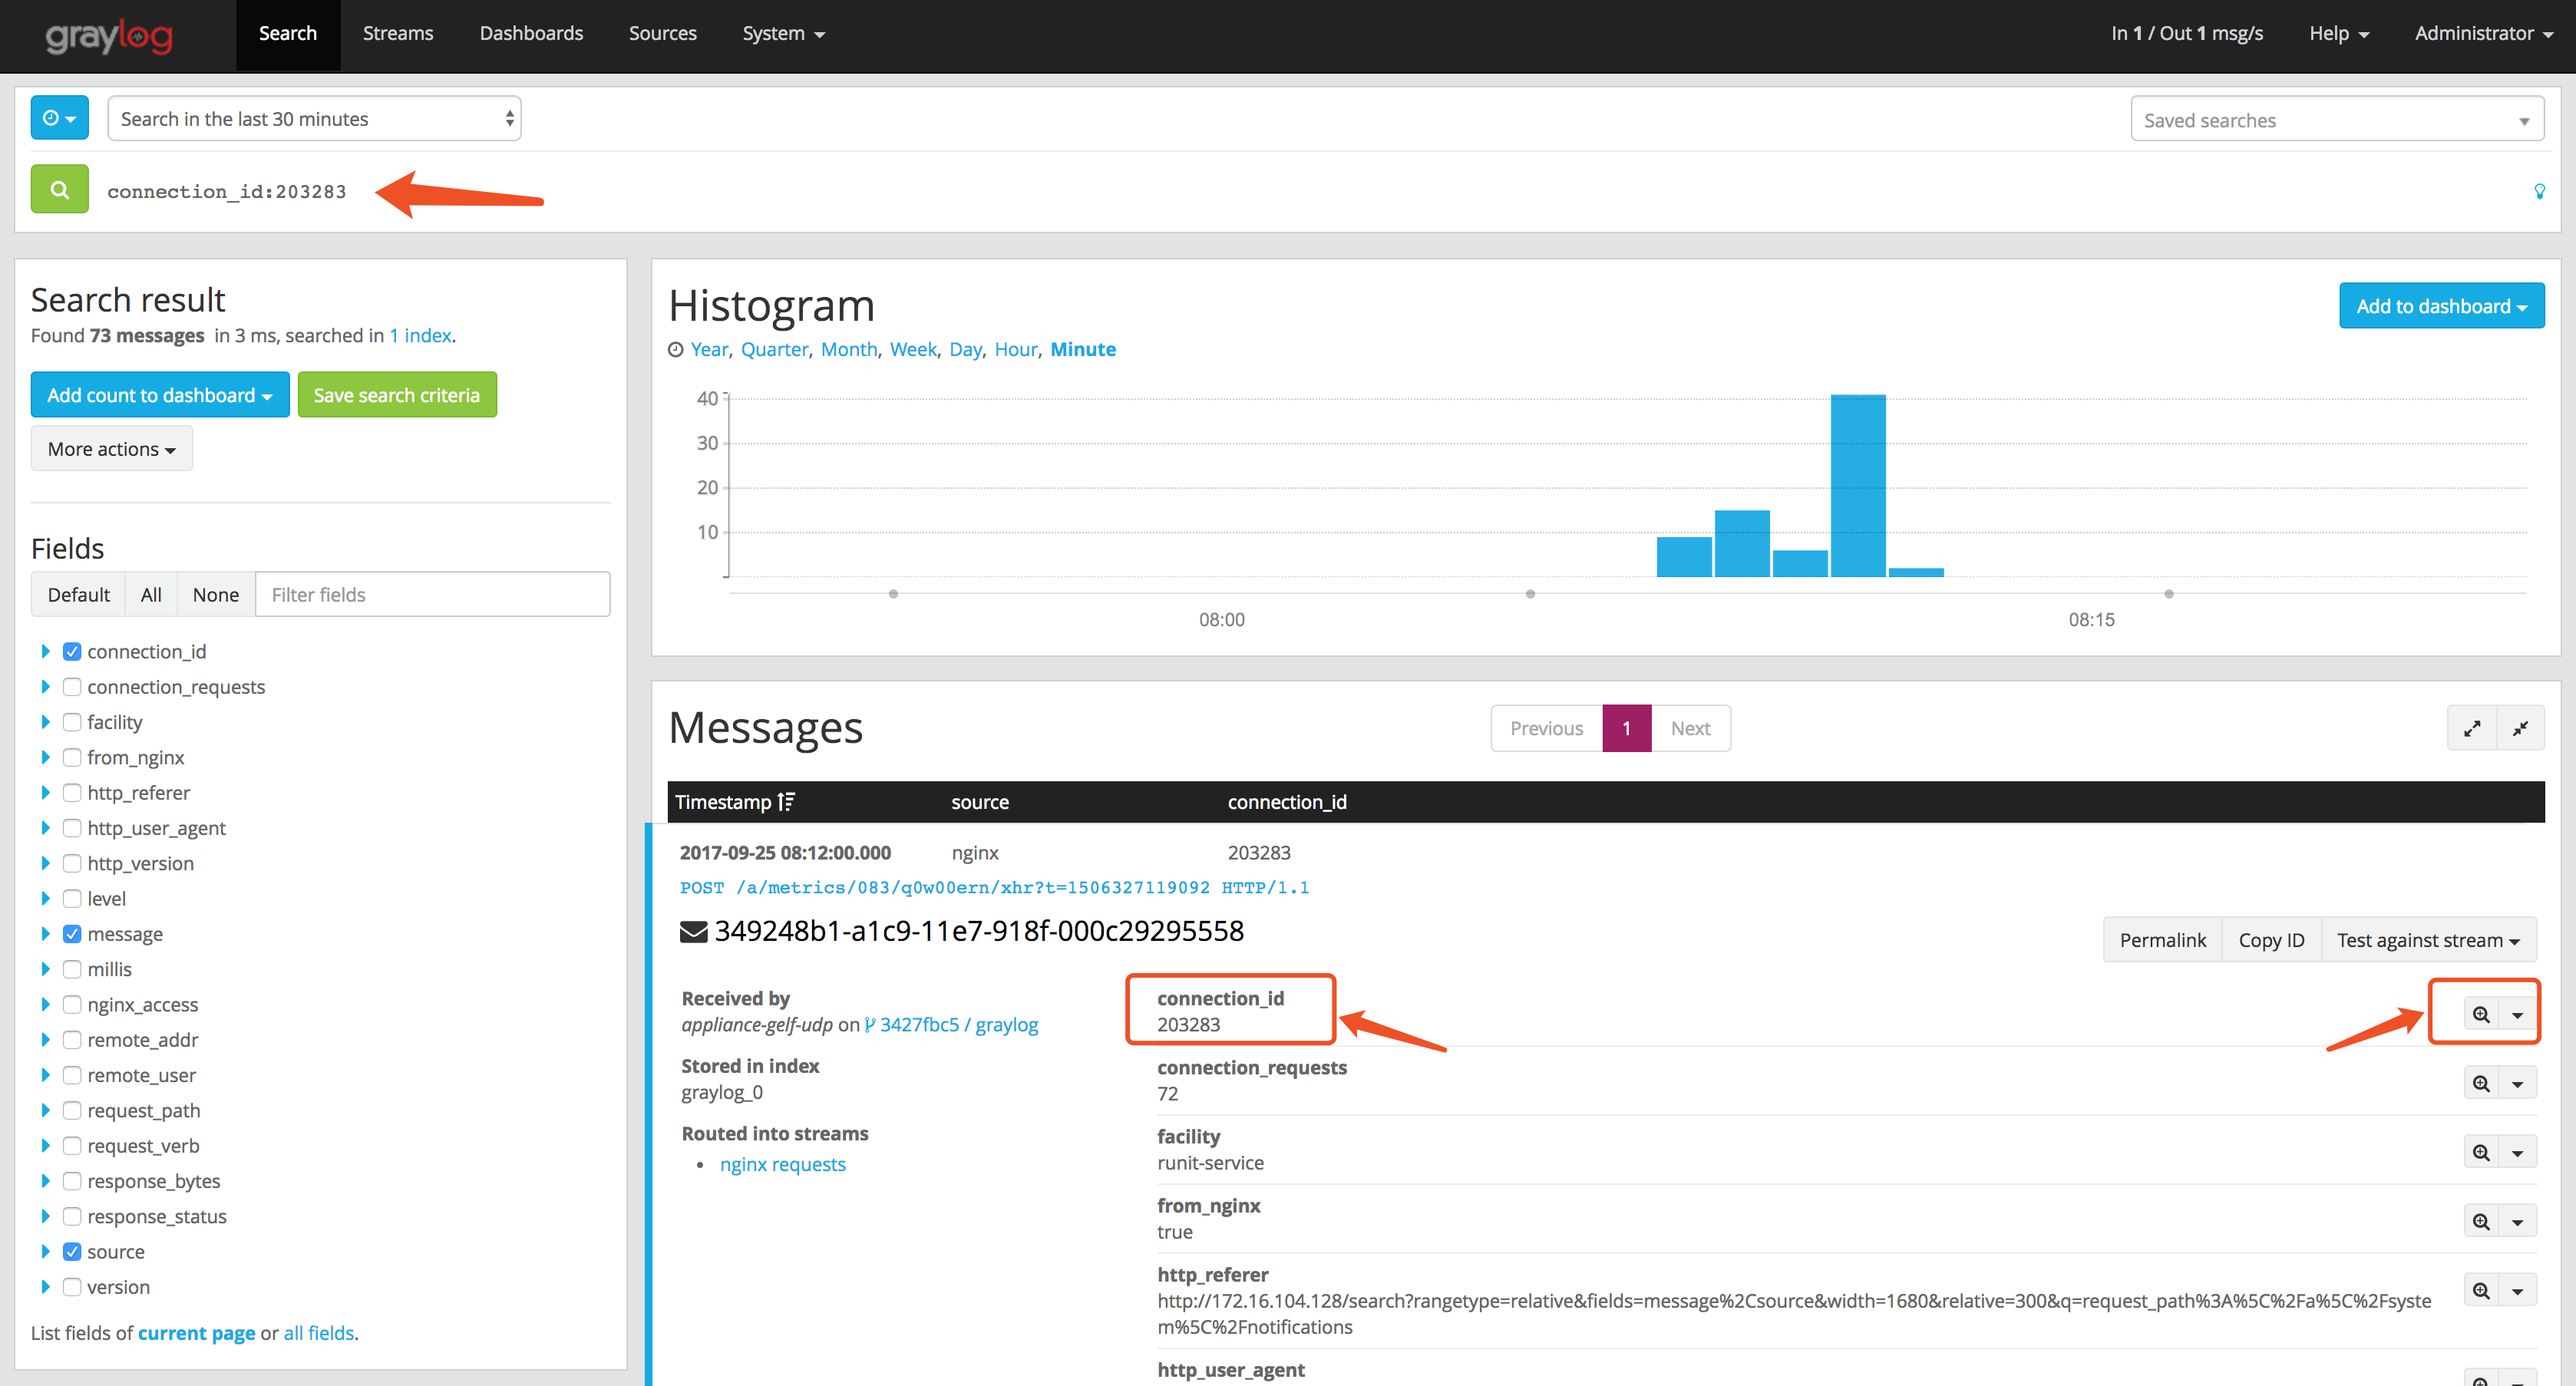 graylog Search Streams Dashboards Sources System In 1 / Out 1 msg/s Help Administrator
Search in the last 30 minutes Saved searches
connection_id:203283
Search result
Found 73 messages in 3 ms, searched in 1 index.
Add count to dashboard Save search criteria
More actions
Fields
Default All None Filter fields
connection_id
connection_requests
facility
from_nginx
http_referer
http_user_agent
http_version
level
message
millis
nginx_access
remote_addr
remote_user
request_path
request_verb
response_bytes
response_status
source
version
List fields of current page or all fields.
Histogram
Add to dashboard
Year, Quarter, Month, Week, Day, Hour, Minute
40
30
20
10
08:00 08:15
Messages
Previous 1 Next
Timestamp source connection_id
2017-09-25 08:12:00.000 nginx 203283
POST /a/metrics/083/q0w00ern/xhr?t=1506327119092 HTTP/1.1
349248b1-a1c9-11e7-918f-000c29295558
Permalink Copy ID Test against stream
Received by
appliance-gelf-udp on 3427fbc5 / graylog
Stored in index
graylog_0
Routed into streams
nginx requests
connection_id
203283
connection_requests
72
facility
runit-service
from_nginx
true
http_referer
http://172.16.104.128/search?rangetype=relative&fields=message%2Csource&width=1680&relative=300&q=request_path%3A%5C%2Fa%5C%2Fsyste
m%5C%2Fnotifications
http_user_agent